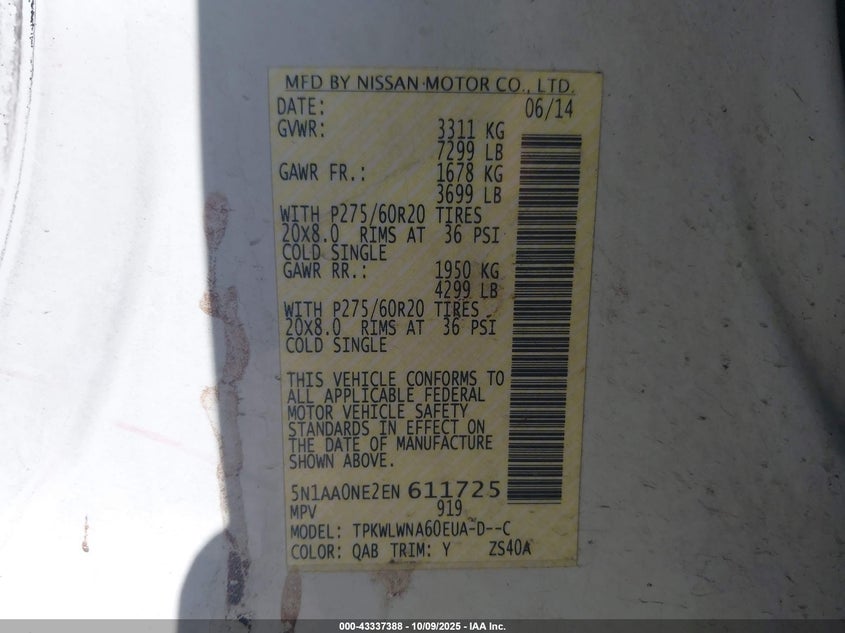 MFD BY NISSAN MOTOR CO., LTD.
DATE: 06/14
GVWR: 3311 KG
7299 LB
GAWR FR.: 1678 KG
3699 LB
WITH P275/60R20 TIRES
20X8.0 RIMS AT 36 PSI
COLD SINGLE
GAWR RR.: 1950 KG
4299 LB
WITH P275/60R20 TIRES
20X8.0 RIMS AT 36 PSI
COLD SINGLE
THIS VEHICLE CONFORMS TO
ALL APPLICABLE FEDERAL
MOTOR VEHICLE SAFETY
STANDARDS IN EFFECT ON
THE DATE OF MANUFACTURE
SHOWN ABOVE.
5N1AA0NE2EN 611725
MPV 919
MODEL: TPKWLWNA60EUA-D--C
COLOR: QAB TRIM: Y ZS40A
000-43337388 - 10/09/2025 - IAA Inc.